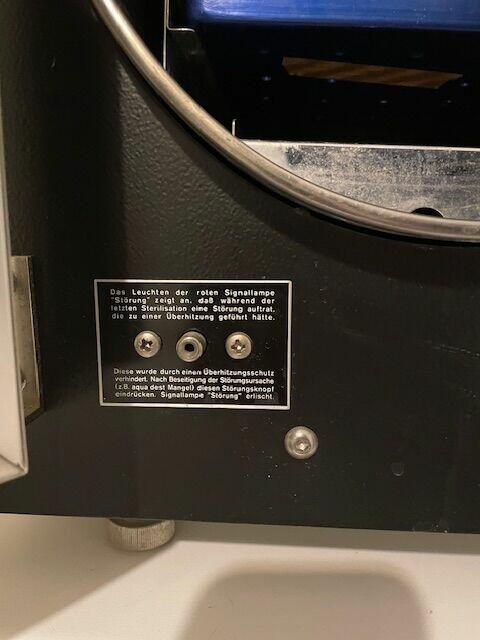 Das Leuchten der roten Signallampe
"Störung" zeigt an, daß während der
letzten Sterilisation eine Störung auftrat,
die zu einer Überhitzung geführt hätte.
Diese wurde durch einen Überhitzungsschutz
verhindert. Nach Beseitigung der Störungsursache
(z.B. aqua dest Mangel) diesen Störungsknopf
eindrücken. Signallampe "Störung" erlischt.